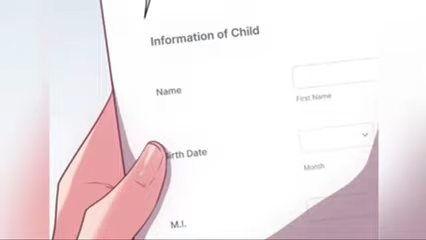 Information of Child
Name
First Name
irth Date
Month
M.I.